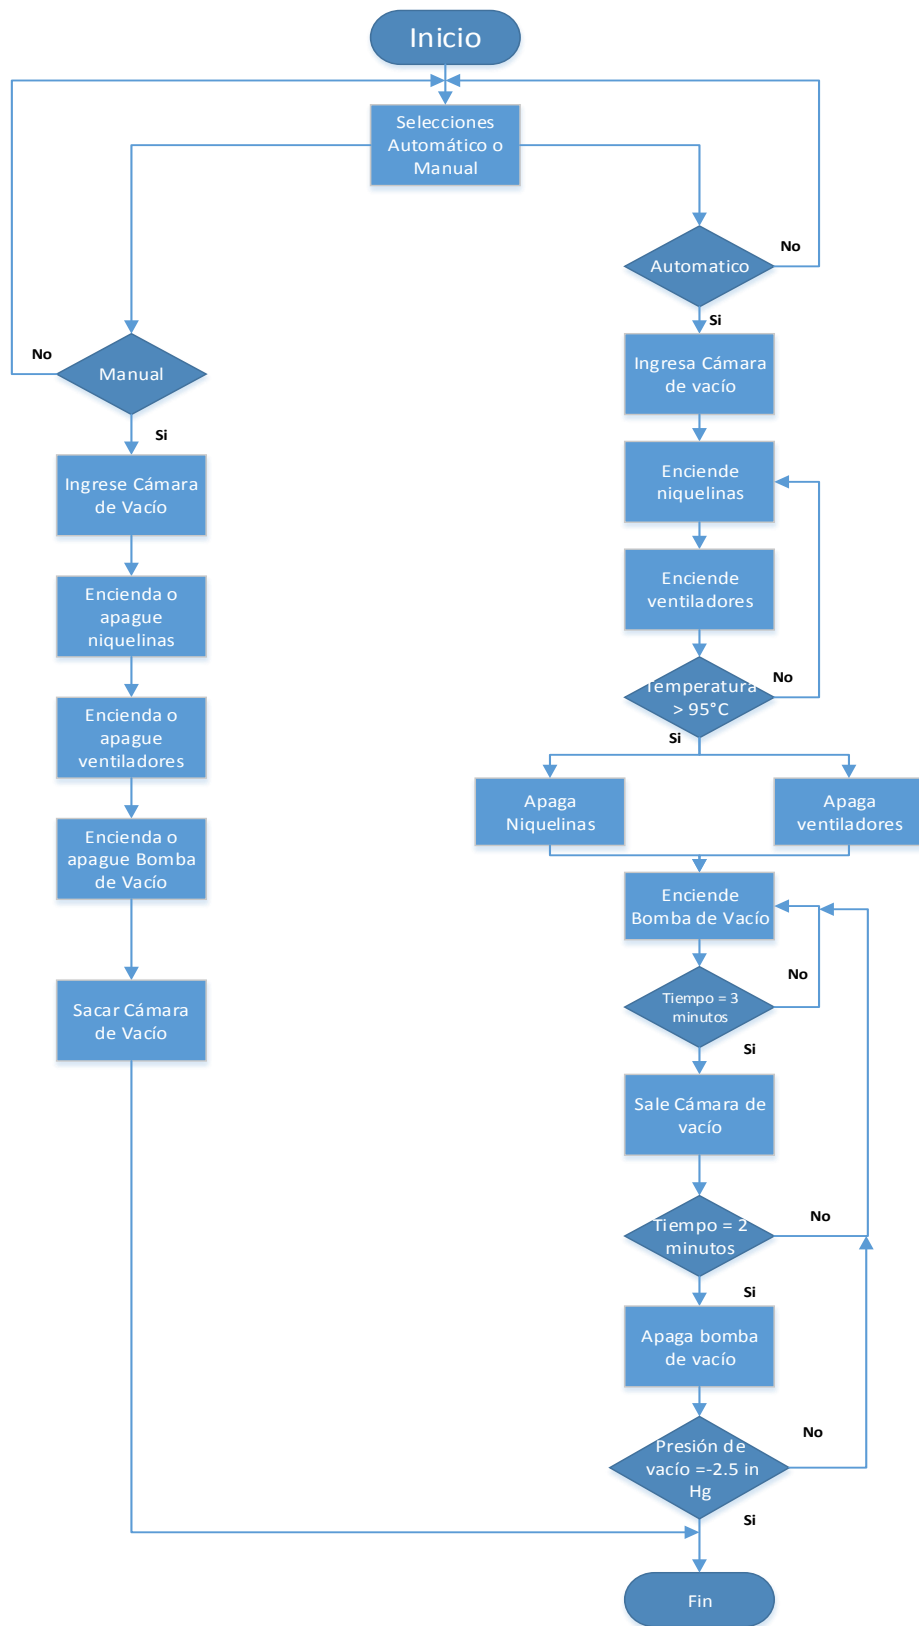 Inicio
Selecciones
Automático o
Manual
Automatico
No
Si
Manual
No
Si
Ingrese Cámara
de Vacío
Encienda o
apague
niquelinas
Encienda o
apague
ventiladores
Encienda o
apague Bomba
de Vacío
Sacar Cámara
de Vacío
Ingresa Cámara
de vacío
Enciende
niquelinas
Enciende
ventiladores
Temperatura
> 95°C
No
Si
Apaga
Niquelinas
Apaga
ventiladores
Enciende
Bomba de Vacío
Tiempo = 3
minutos
No
Si
Sale Cámara de
vacío
Tiempo = 2
minutos
No
Si
Apaga bomba
de vacío
Presión de
vacío =-2.5 in
Hg
No
Si
Fin